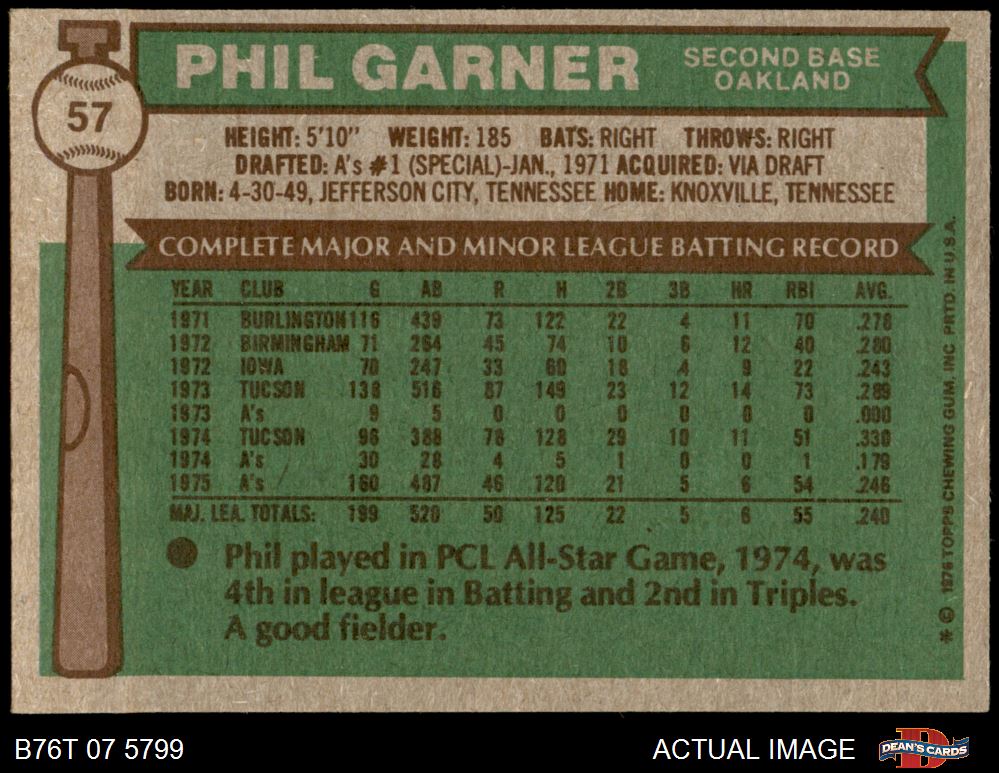 PHIL GARNER
SECOND BASE
OAKLAND
57
HEIGHT: 5'10" WEIGHT: 185 BATS: RIGHT THROWS: RIGHT
DRAFTED: A's #1 (SPECIAL)-JAN., 1971 ACQUIRED: VIA DRAFT
BORN: 4-30-49, JEFFERSON CITY, TENNESSEE HOME: KNOXVILLE, TENNESSEE
COMPLETE MAJOR AND MINOR LEAGUE BATTING RECORD
YEAR CLUB G AB R H 2B 3B HR RBI AVG.
1971 BURLINGTON 116 439 73 122 22 4 11 70 .278
1972 BIRMINGHAM 71 264 45 74 10 6 12 40 .280
1972 IOWA 70 247 33 60 18 4 9 22 .243
1973 TUCSON 138 516 87 149 23 12 14 73 .289
1973 A's 9 5 0 0 0 0 0 0 .000
1974 TUCSON 96 388 78 128 29 10 11 51 .330
1974 A's 30 28 4 5 1 0 0 1 .179
1975 A's 160 487 46 120 21 5 6 54 .246
MAJ. LEA. TOTALS: 199 520 50 125 22 5 6 55 .240
Phil played in PCL All-Star Game, 1974, was
4th in league in Batting and 2nd in Triples.
A good fielder.
* © 1976 TOPPS CHEWING GUM, INC PRTD IN U.S.A.
B76T 07 5799
ACTUAL IMAGE
D
DEAN'S CARDS